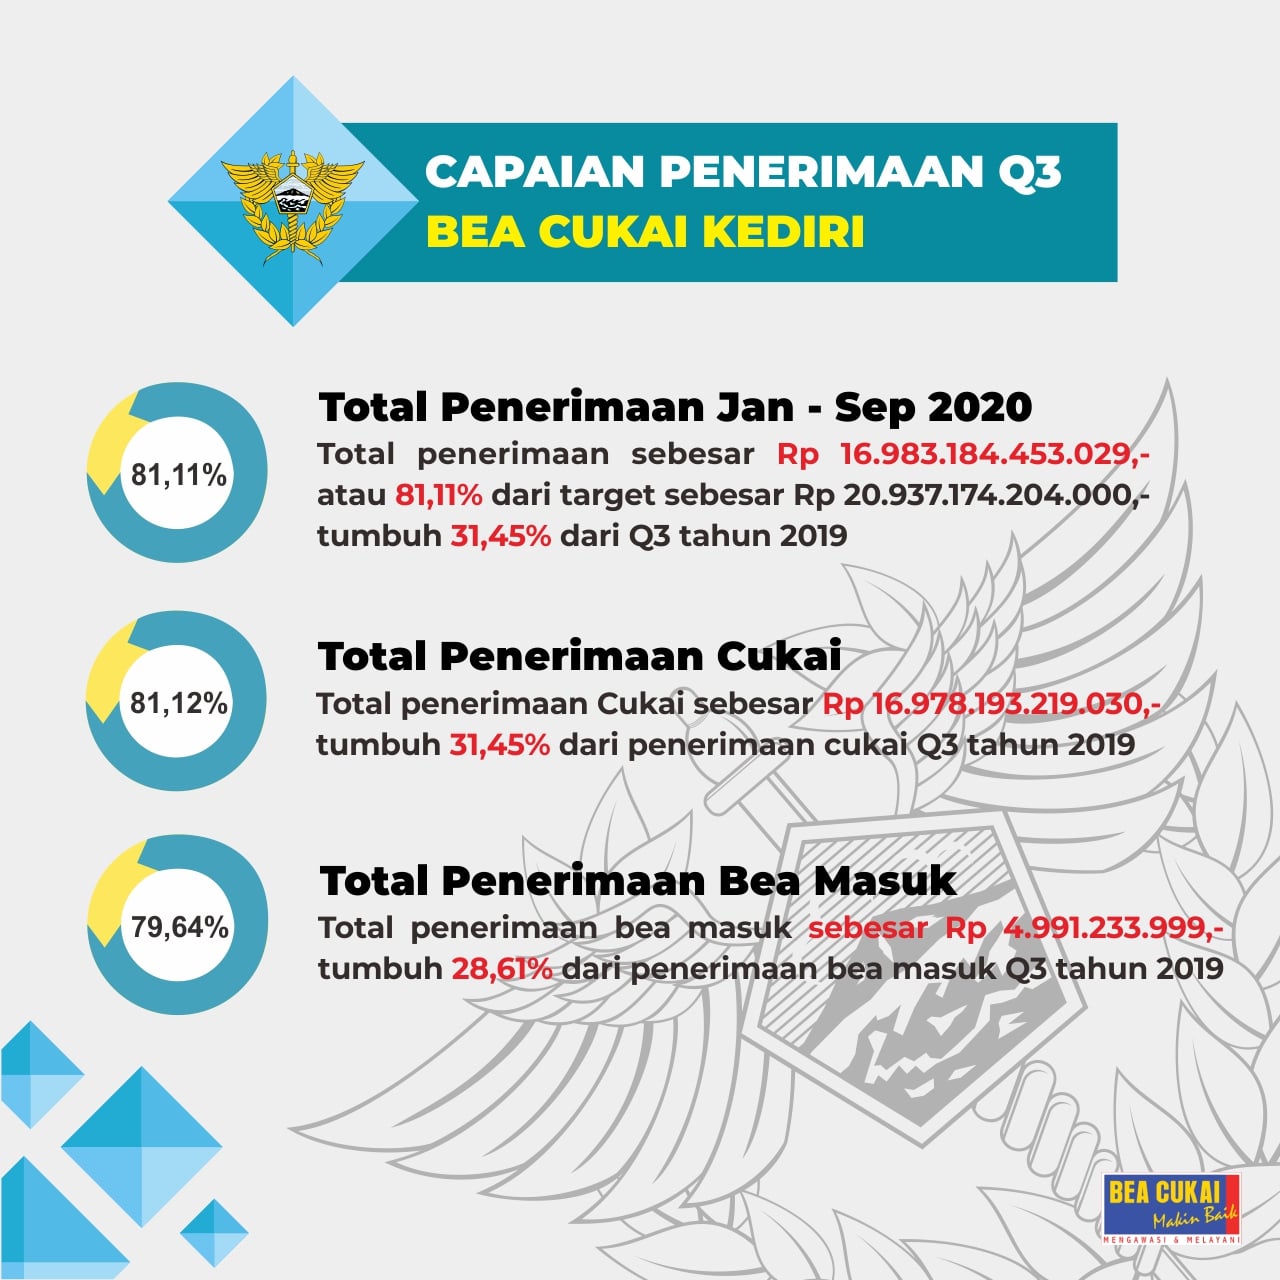 CAPAIAN PENERIMAAN Q3
BEA CUKAI KEDIRI
81,11%
Total Penerimaan Jan - Sep 2020
Total penerimaan sebesar Rp 16.983.184.453.029,-
atau 81,11% dari target sebesar Rp 20.937.174.204.000,-
tumbuh 31,45% dari Q3 tahun 2019
81,12%
Total Penerimaan Cukai
Total penerimaan Cukai sebesar Rp 16.978.193.219.030,-
tumbuh 31,45% dari penerimaan cukai Q3 tahun 2019
79,64%
Total Penerimaan Bea Masuk
Total penerimaan bea masuk sebesar Rp 4.991.233.999,-
tumbuh 28,61% dari penerimaan bea masuk Q3 tahun 2019
BEA CUKAI
Makin Baik
MENGAWASI & MELAYANI